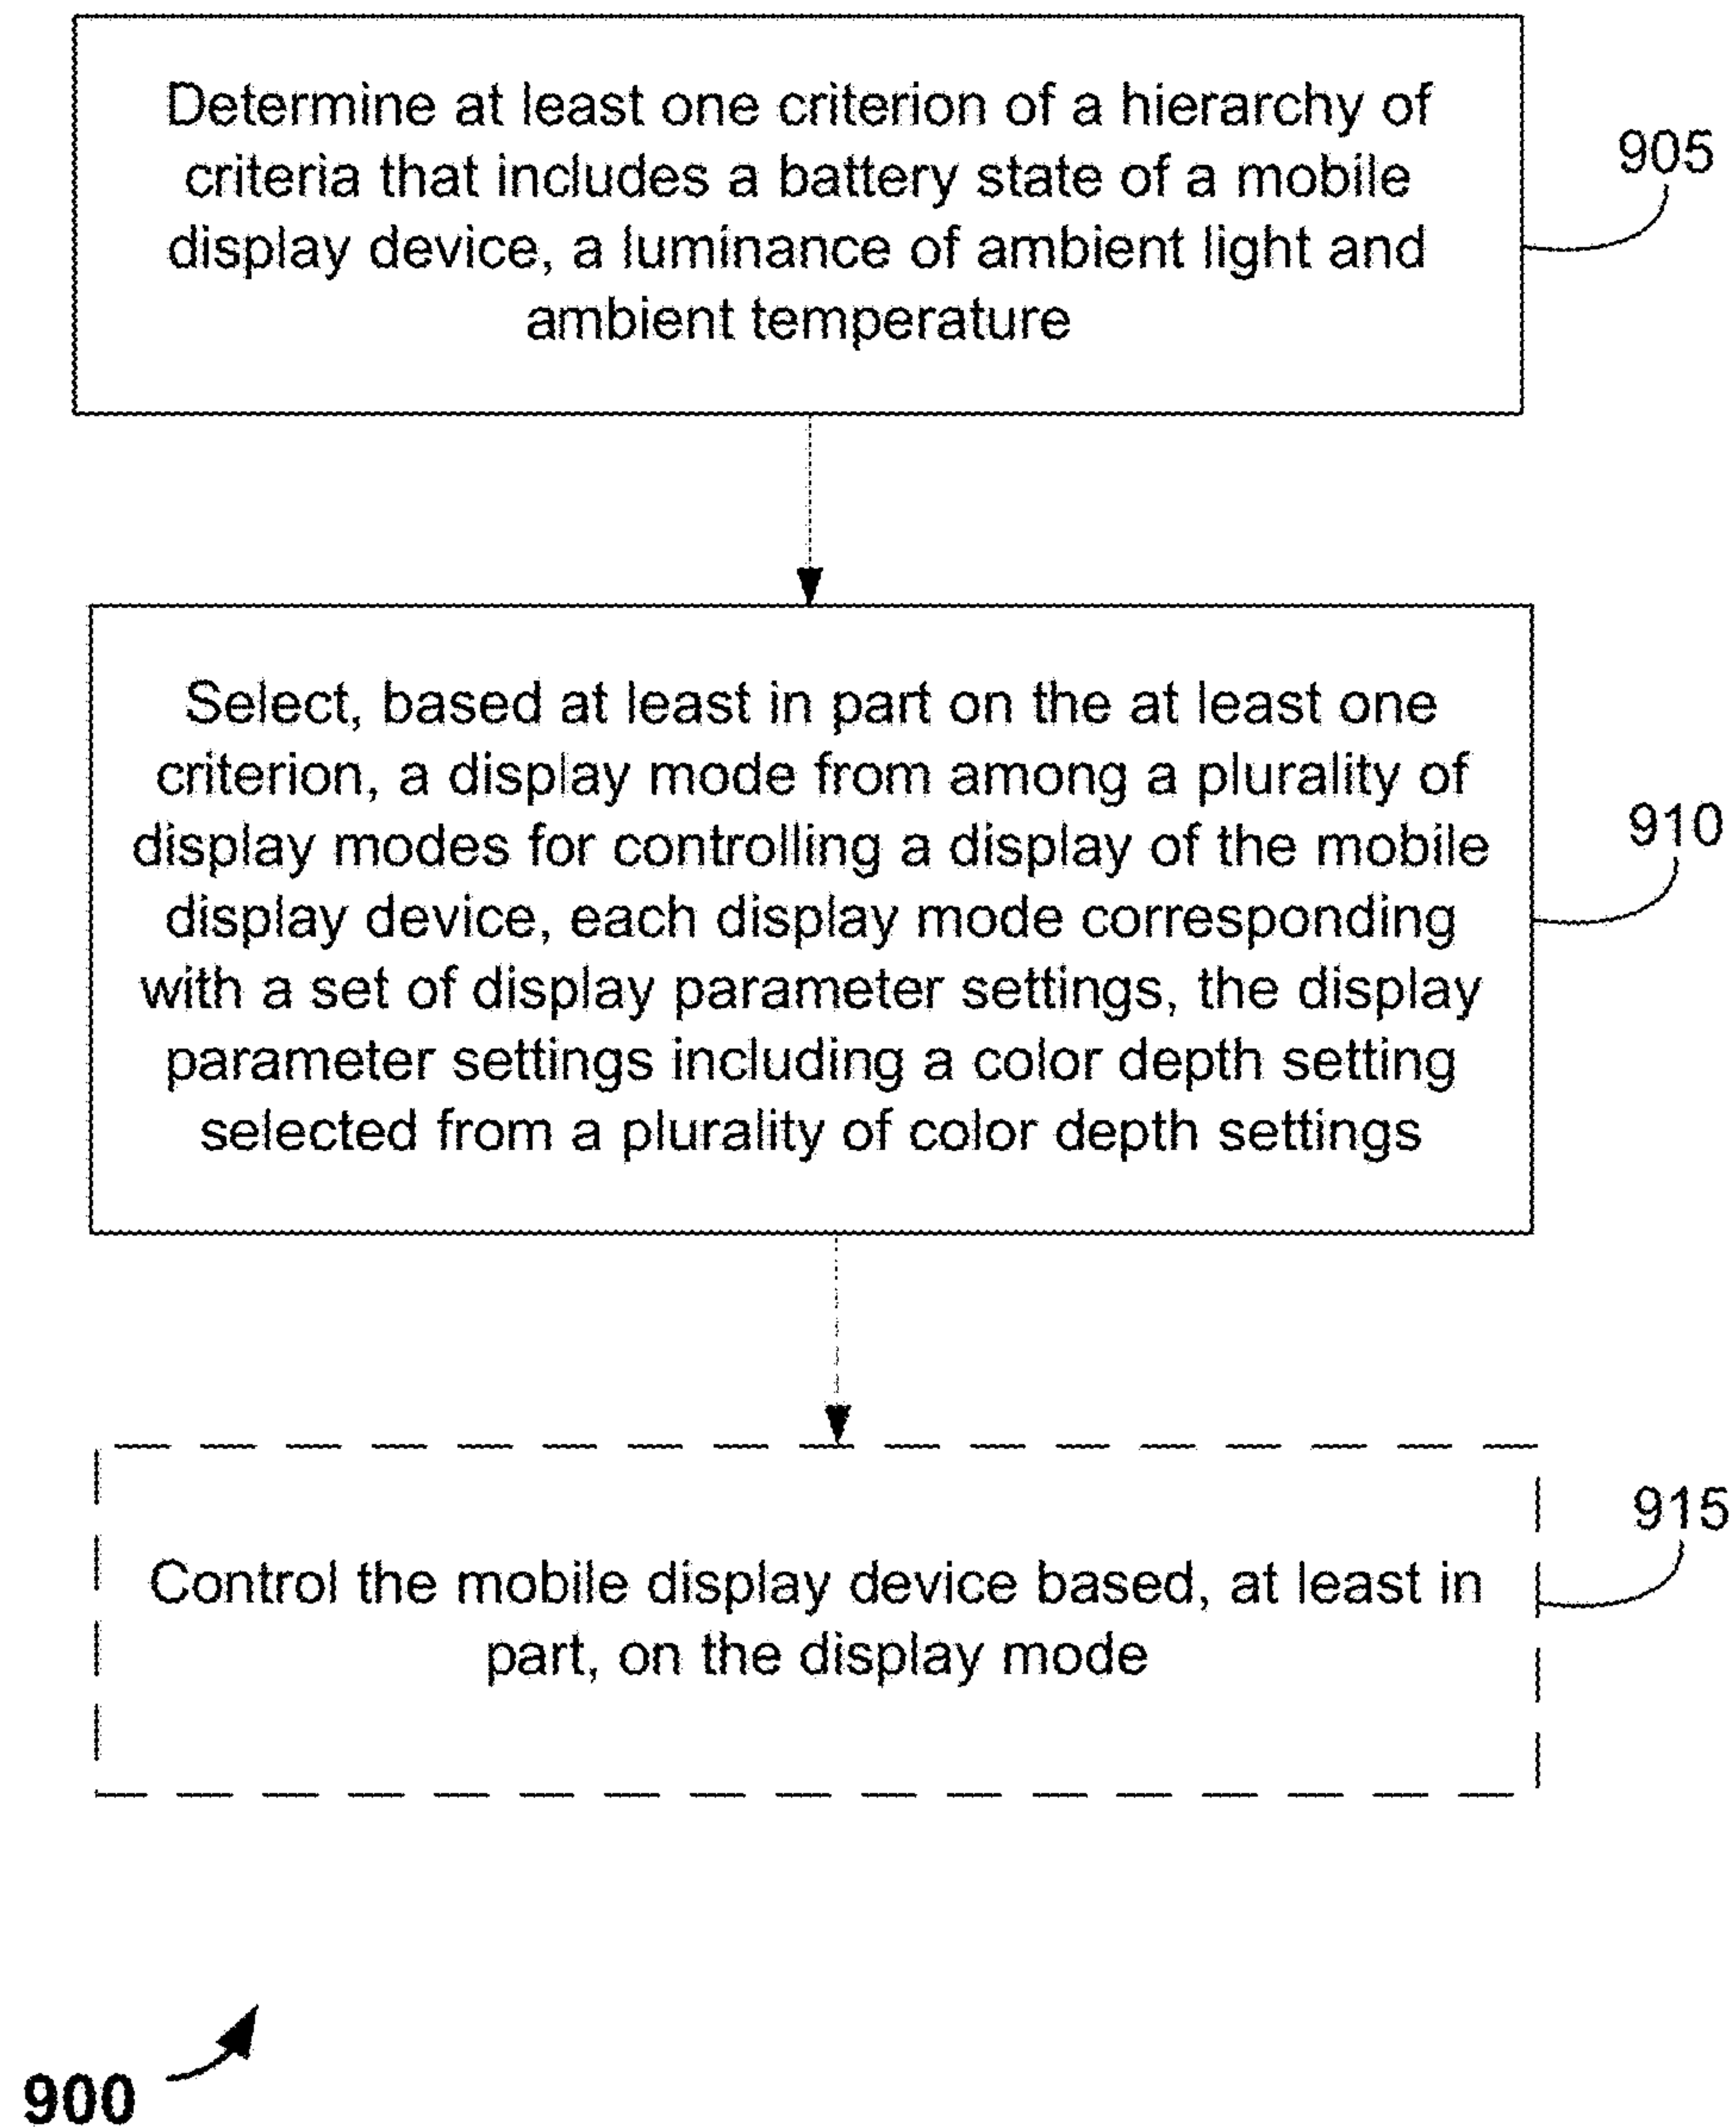 Determine at least one criterion of a hierarchy of
criteria that includes a battery state of a mobile
display device, a luminance of ambient light and
ambient temperature
905
Select, based at least in part on the at least one
criterion, a display mode from among a plurality of
display modes for controlling a display of the mobile
display device, each display mode corresponding
with a set of display parameter settings, the display
parameter settings including a color depth setting
selected from a plurality of color depth settings
910
Control the mobile display device based, at least in
part, on the display mode
915
900